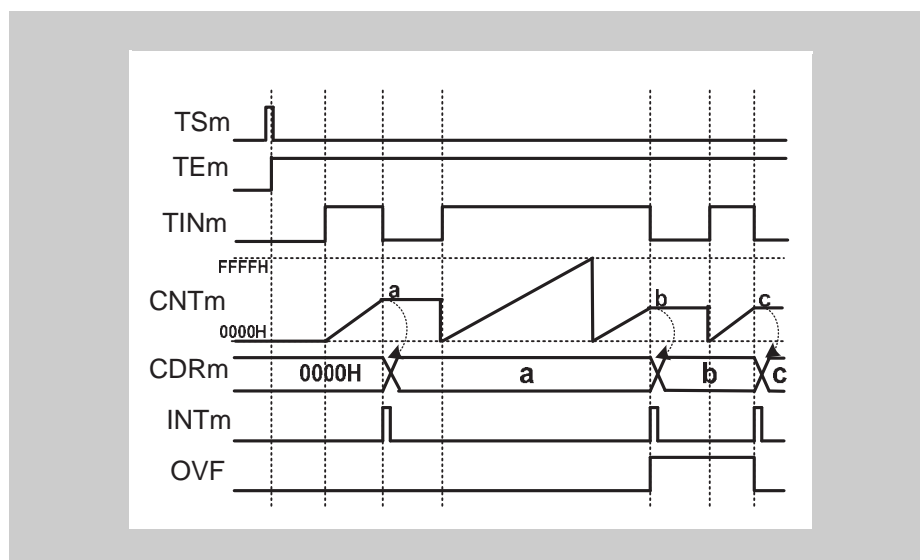 TSm
TEm
TINm
FFFFH
CNTm
a
b
c
0000H
CDRm
0000H
a
b
c
INTm
OVF